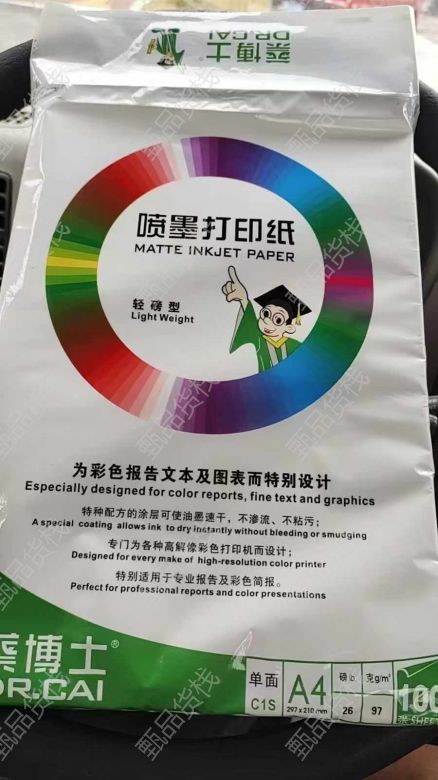 蔡博士
DR.CAI
喷墨打印纸
MATTE INKJET PAPER
轻磅型
Light Weight
为彩色报告文本及图表而特别设计
Especially designed for color reports, fine text and graphics
特种配方的涂层可使油墨速干，不渗流、不粘污；
A special coating allows ink to dry instantly without bleeding or smudging
专门为各种高解像彩色打印机而设计；
Designed for every make of high-resolution color printer
特别适用于专业报告及彩色简报。
Perfect for professional reports and color presentations
蔡博士®
DR.CAI
单面 A4 磅lb 克g/m² 100
C1S 297x210mm 26 97 张 SHEET
甄品货栈